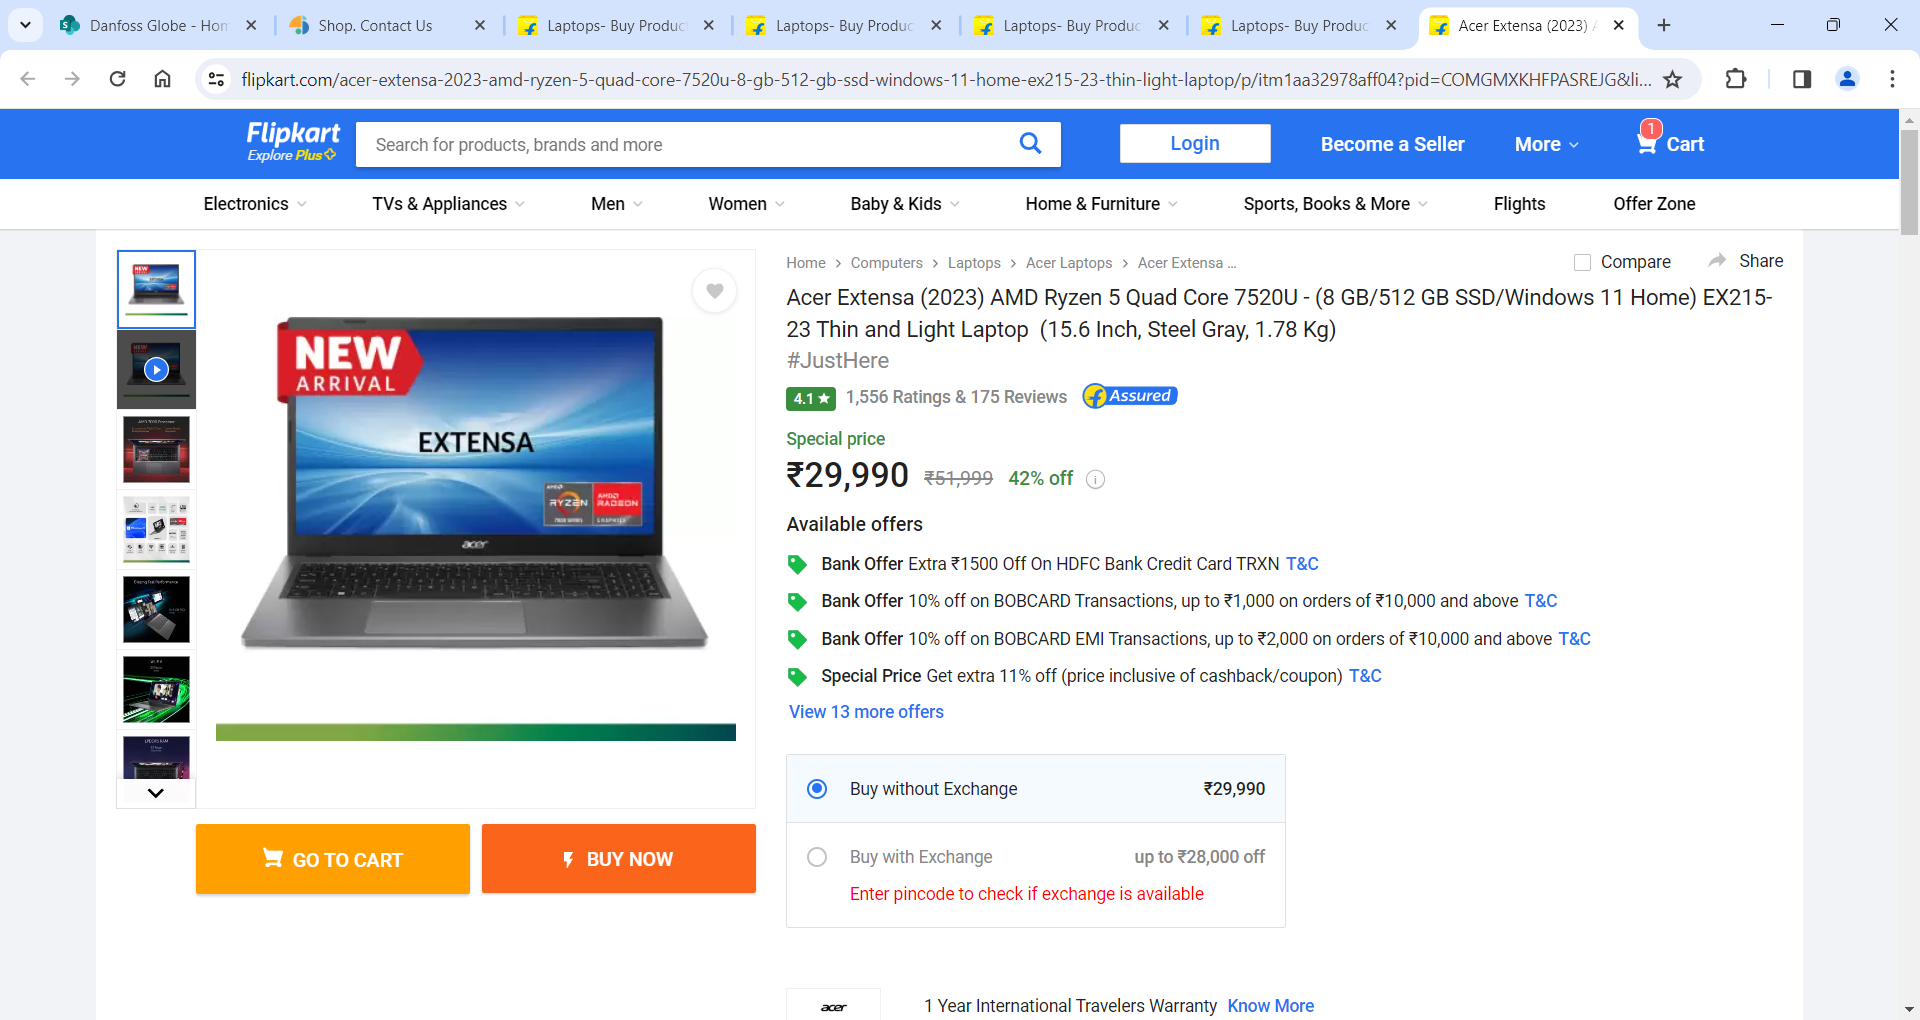 Danfoss Globe - Hom
Shop. Contact Us
Laptops- Buy Produc
Laptops- Buy Produc
Laptops- Buy Produc
Laptops- Buy Produc
Acer Extensa (2023) A
flipkart.com/acer-extensa-2023-amd-ryzen-5-quad-core-7520u-8-gb-512-gb-ssd-windows-11-home-ex215-23-thin-light-laptop/p/itm1aa32978aff04?pid=COMGMXKHFPASREJG&li...
Flipkart
Explore Plus
Search for products, brands and more
Login
Become a Seller
More
1
Cart
Electronics
TVs & Appliances
Men
Women
Baby & Kids
Home & Furniture
Sports, Books & More
Flights
Offer Zone
NEW
ARRIVAL
EXTENSA
AMD
RYZEN
7000 SERIES
AMD
RADEON
GRAPHICS
acer
Home > Computers > Laptops > Acer Laptops > Acer Extensa ...
Compare
Share
Acer Extensa (2023) AMD Ryzen 5 Quad Core 7520U - (8 GB/512 GB SSD/Windows 11 Home) EX215-
23 Thin and Light Laptop (15.6 Inch, Steel Gray, 1.78 Kg)
#JustHere
4.1 ★ 1,556 Ratings & 175 Reviews
Assured
Special price
₹29,990 ₹51,999 42% off
Available offers
Bank Offer Extra ₹1500 Off On HDFC Bank Credit Card TRXN T&C
Bank Offer 10% off on BOBCARD Transactions, up to ₹1,000 on orders of ₹10,000 and above T&C
Bank Offer 10% off on BOBCARD EMI Transactions, up to ₹2,000 on orders of ₹10,000 and above T&C
Special Price Get extra 11% off (price inclusive of cashback/coupon) T&C
View 13 more offers
Buy without Exchange ₹29,990
Buy with Exchange up to ₹28,000 off
Enter pincode to check if exchange is available
GO TO CART
BUY NOW
acer
1 Year International Travelers Warranty Know More